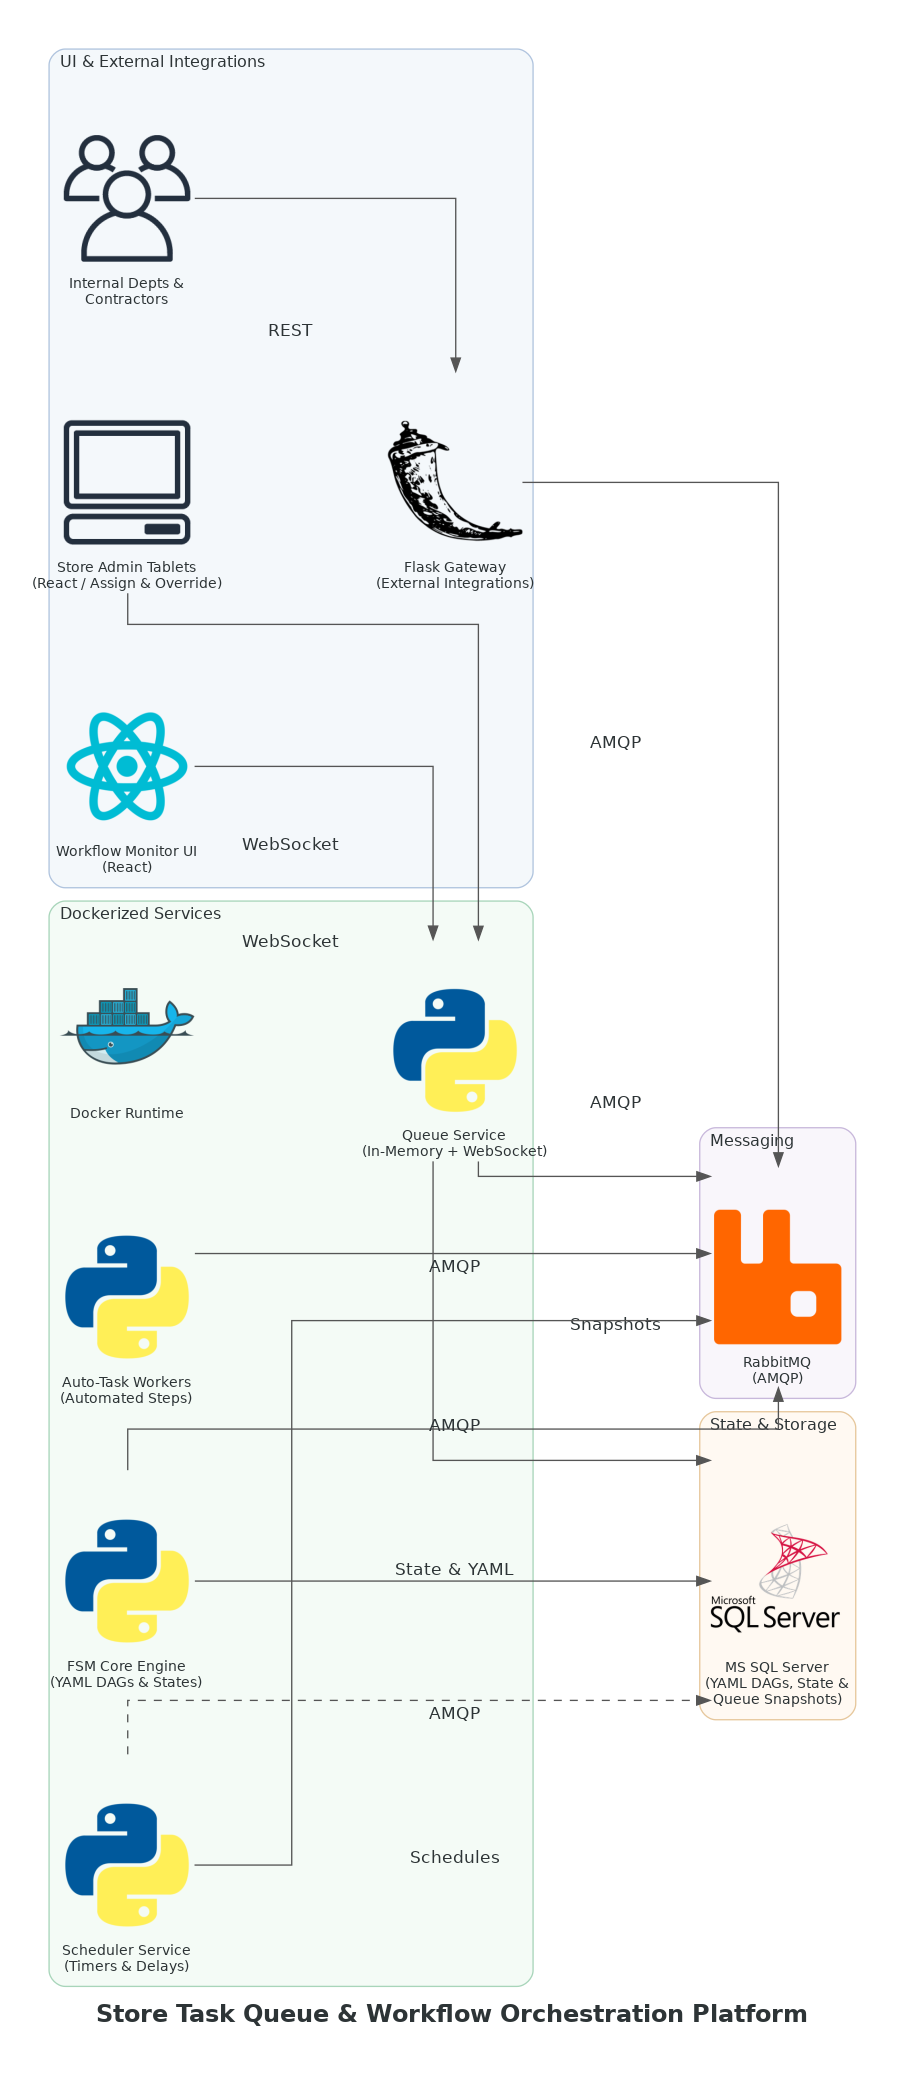 UI & External Integrations
Internal Depts &
Contractors
REST
Store Admin Tablets
(React / Assign & Override)
Flask Gateway
(External Integrations)
AMQP
Workflow Monitor UI
(React)
WebSocket
Dockerized Services
WebSocket
Docker Runtime
Queue Service
(In-Memory + WebSocket)
AMQP
Messaging
AMQP
Snapshots
RabbitMQ
(AMQP)
Auto-Task Workers
(Automated Steps)
AMQP
State & Storage
State & YAML
Microsoft
SQL Server
MS SQL Server
(YAML DAGs, State &
Queue Snapshots)
FSM Core Engine
(YAML DAGs & States)
AMQP
Schedules
Scheduler Service
(Timers & Delays)
Store Task Queue & Workflow Orchestration Platform